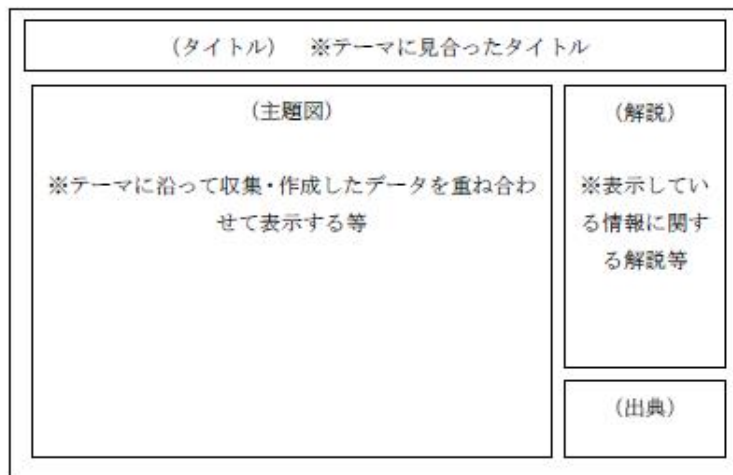 （タイトル）　※テーマに見合ったタイトル
（主題図）
※テーマに沿って収集・作成したデータを重ね合わ
せて表示する等
（解説）
※表示してい
る情報に関す
る解説等
（出典）